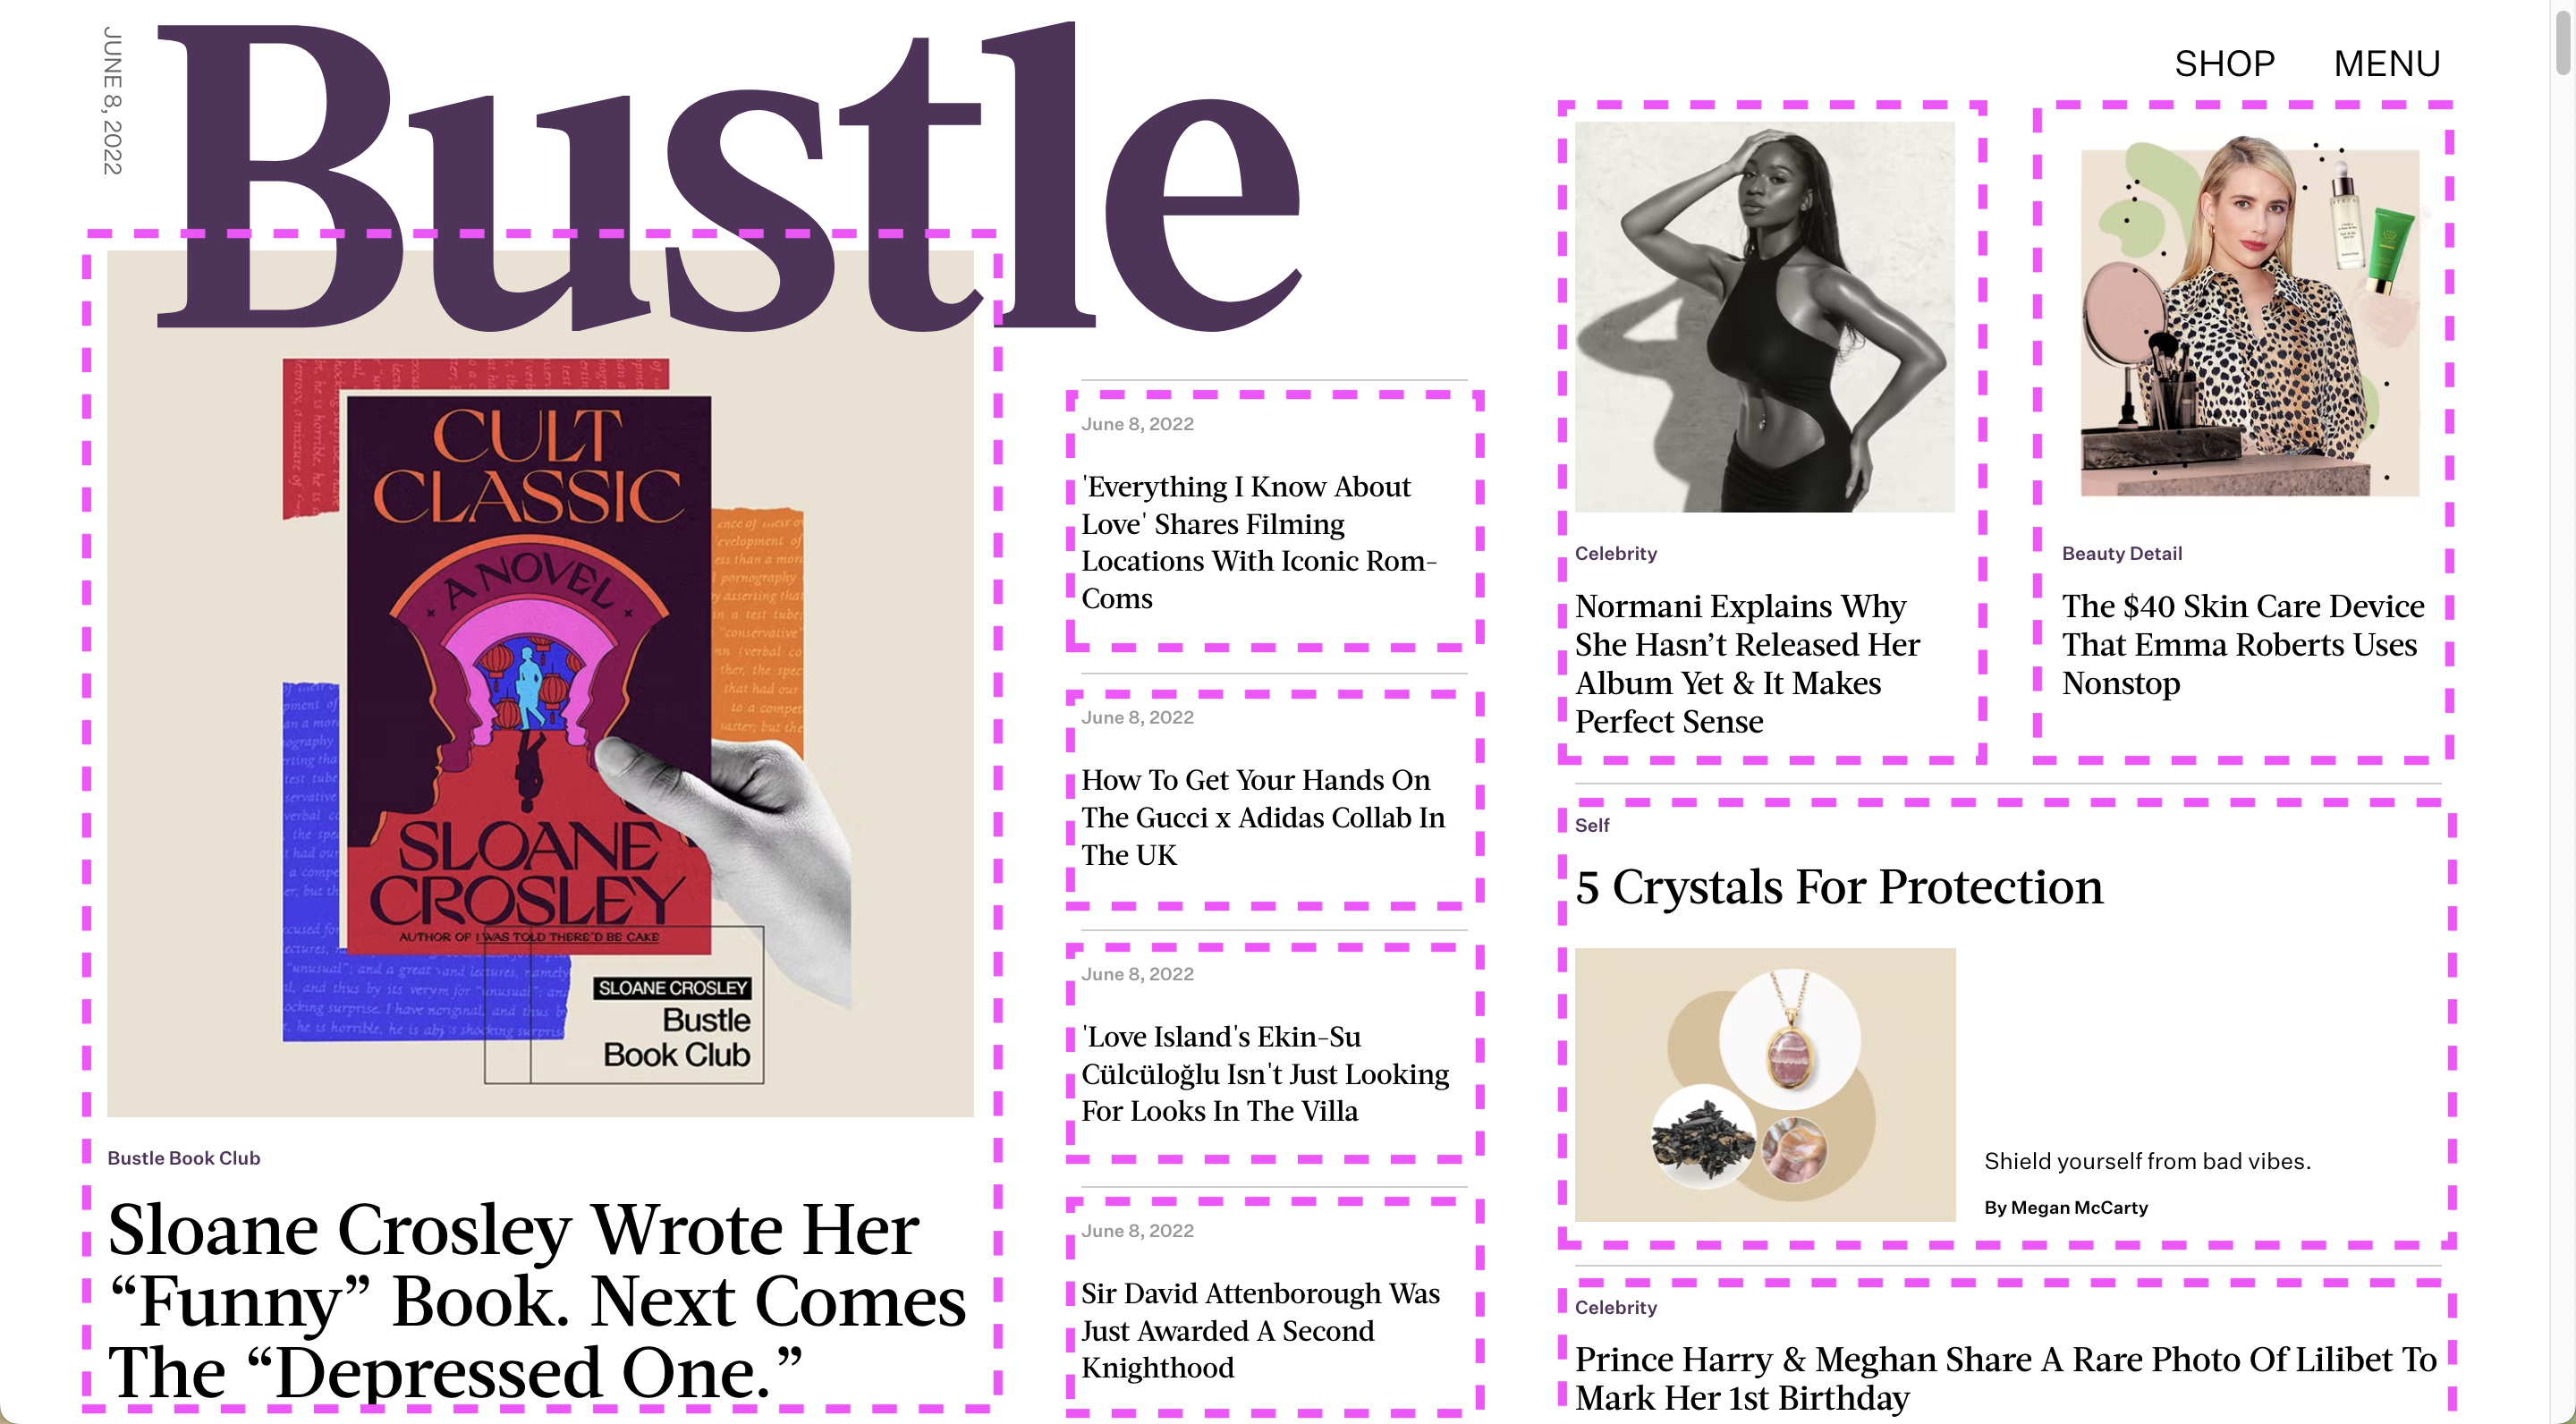 JUNE 8, 2022
Bustle
SHOP MENU
CULT
CLASSIC
A NOVEL
SLOANE
CROSLEY
AUTHOR OF I WAS TOLD THERE'D BE CAKE
SLOANE CROSLEY
Bustle
Book Club
Bustle Book Club
Sloane Crosley Wrote Her
“Funny” Book. Next Comes
The “Depressed One.”
June 8, 2022
'Everything I Know About
Love' Shares Filming
Locations With Iconic Rom-
Coms
June 8, 2022
How To Get Your Hands On
The Gucci x Adidas Collab In
The UK
June 8, 2022
'Love Island's Ekin-Su
Cülcüloğlu Isn't Just Looking
For Looks In The Villa
June 8, 2022
Sir David Attenborough Was
Just Awarded A Second
Knighthood
Celebrity
Normani Explains Why
She Hasn’t Released Her
Album Yet & It Makes
Perfect Sense
Beauty Detail
The $40 Skin Care Device
That Emma Roberts Uses
Nonstop
Self
5 Crystals For Protection
Shield yourself from bad vibes.
By Megan McCarty
Celebrity
Prince Harry & Meghan Share A Rare Photo Of Lilibet To
Mark Her 1st Birthday